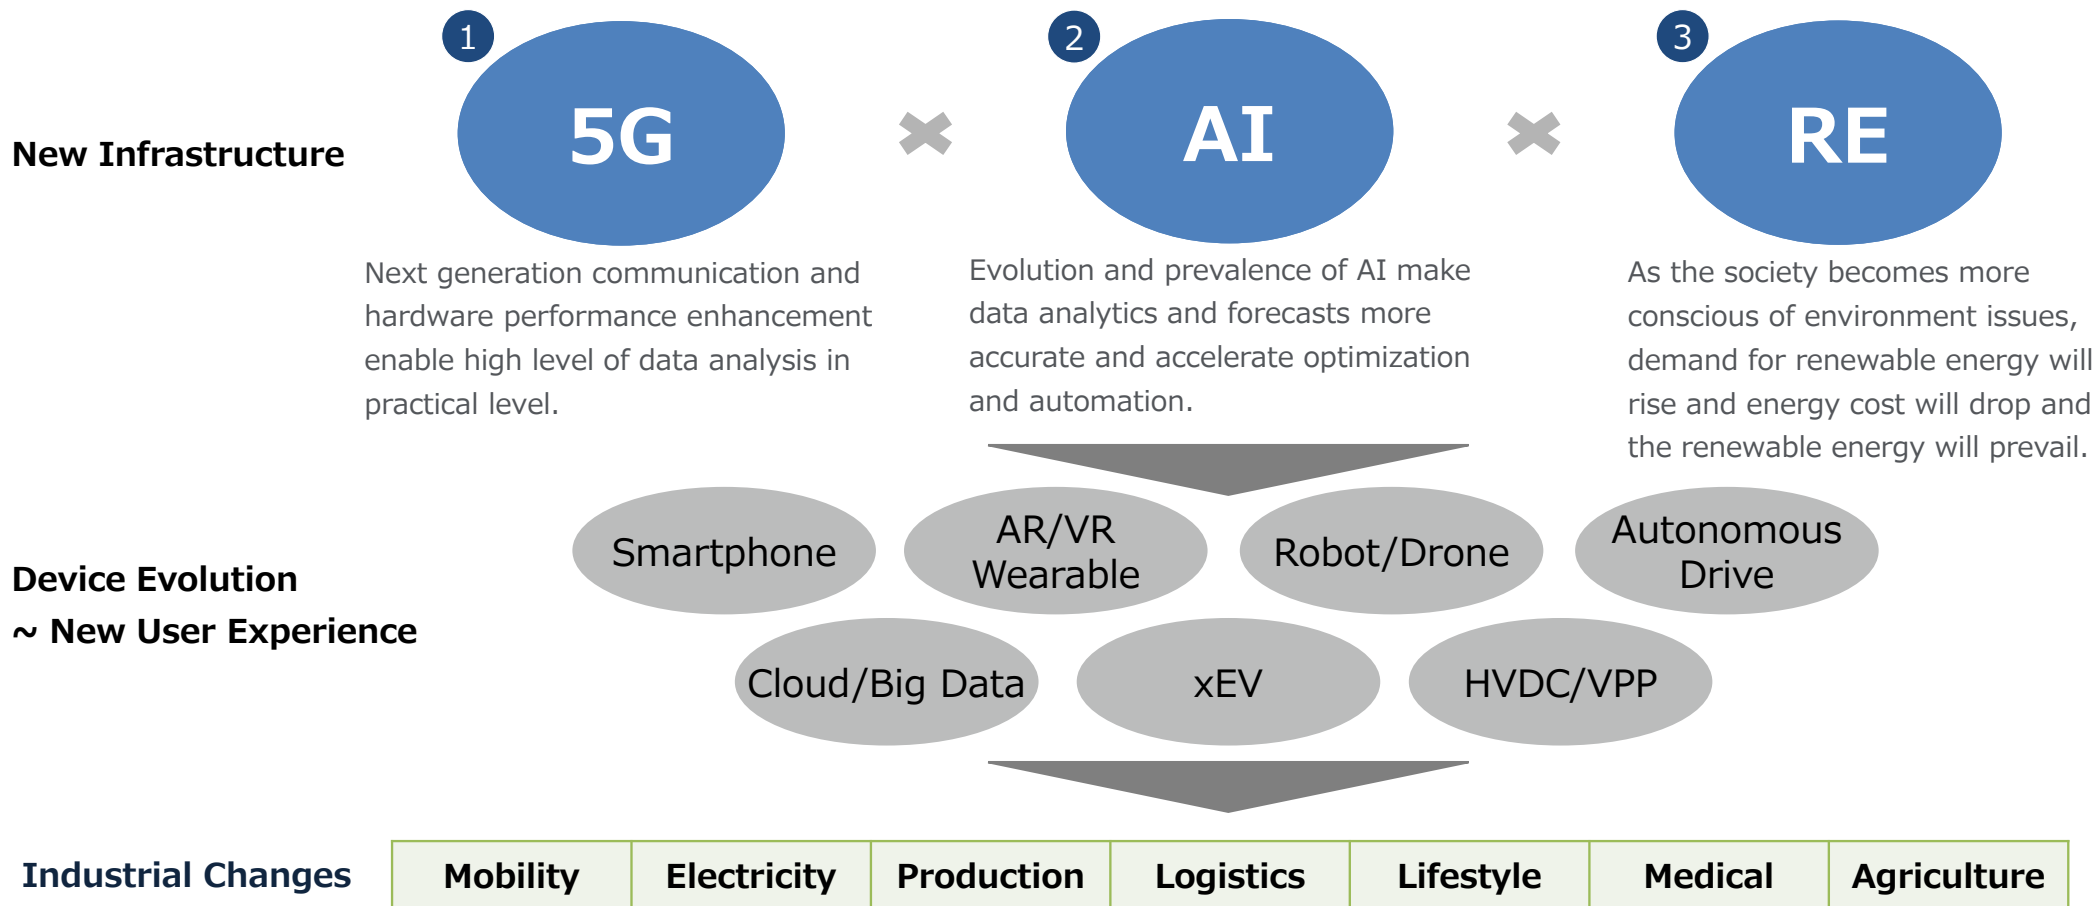 1
5G
2
AI
3
RE
New Infrastructure
Next generation communication and
hardware performance enhancement
enable high level of data analysis in
practical level.
Evolution and prevalence of AI make
data analytics and forecasts more
accurate and accelerate optimization
and automation.
As the society becomes more
conscious of environment issues,
demand for renewable energy will
rise and energy cost will drop and
the renewable energy will prevail.
Device Evolution
~ New User Experience
Smartphone
AR/VR
Wearable
Robot/Drone
Autonomous
Drive
Cloud/Big Data
xEV
HVDC/VPP
Industrial Changes
Mobility
Electricity
Production
Logistics
Lifestyle
Medical
Agriculture